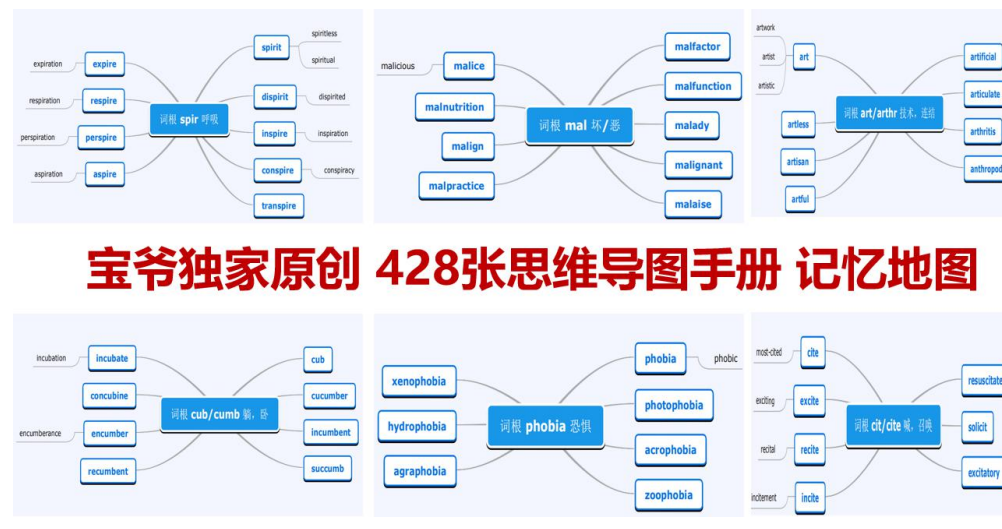 spiritless
spirit
spiritual
expiration
expire
respiration
respire
dispirit
dispirited
词根 spir 呼吸
perspiration
perspire
inspire
inspiration
aspiration
aspire
conspire
conspiracy
transpire
malfactor
malicious
malice
malfunction
malnutrition
词根 mal 坏/恶
malady
malign
malignant
malpractice
malaise
artwork
artist
art
artistic
artificial
articulate
词根 art/arthr 技术，连结
artless
arthritis
artisan
anthropod
artful
宝爷独家原创 428张思维导图手册 记忆地图
incubation
incubate
cub
concubine
cucumber
词根 cub/cumb 躺，卧
encumberance
encumber
incumbent
recumbent
succumb
phobia
phobic
xenophobia
photophobia
hydrophobia
词根 phobia 恐惧
acrophobia
agraphobia
zoophobia
most-cited
cite
resuscitate
exciting
excite
词根 cit/cite 喊，召唤
solicit
recital
recite
excitatory
incitement
incite